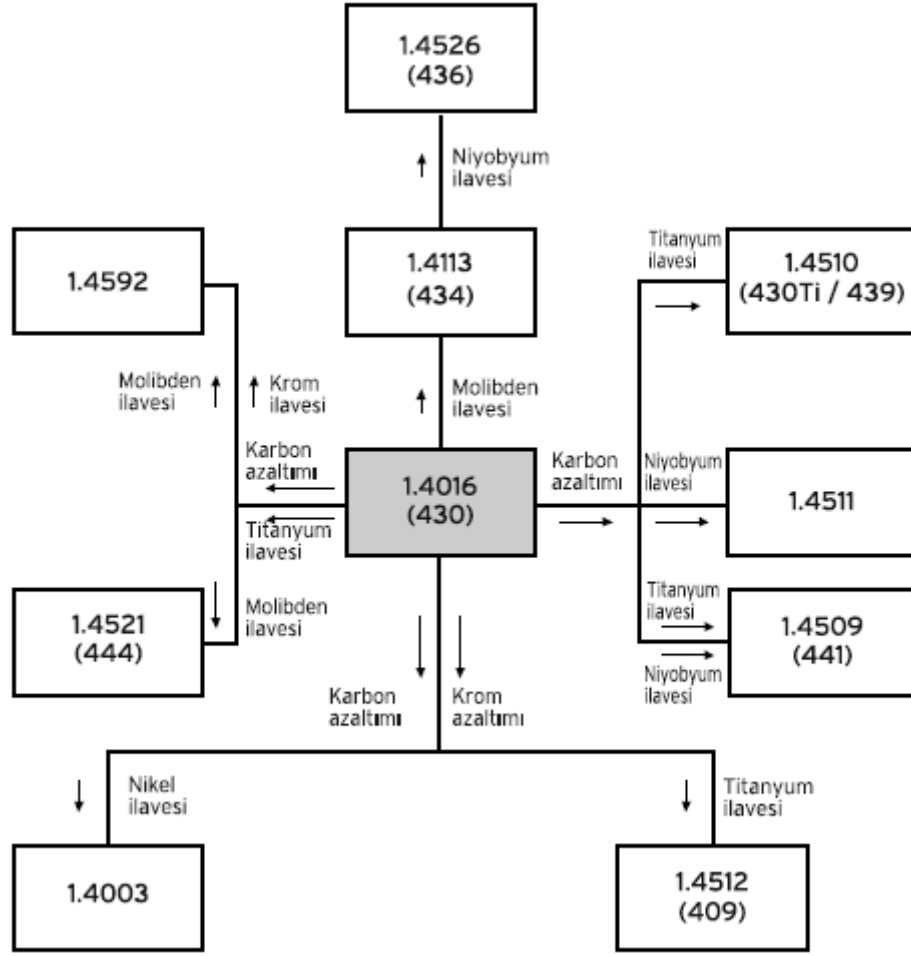 1.4526
(436)
Niyobyum
ilavesi
1.4592
1.4113
(434)
Titanyum
ilavesi
1.4510
(430Ti / 439)
Molibden
ilavesi
Krom
ilavesi
Molibden
ilavesi
Karbon
azaltımı
1.4016
(430)
Karbon
azaltımı
Niyobyum
ilavesi
1.4511
Titanyum
ilavesi
1.4521
(444)
Molibden
ilavesi
Titanyum
ilavesi
1.4509
(441)
Niyobyum
ilavesi
Karbon
azaltımı
Krom
azaltımı
Nikel
ilavesi
Titanyum
ilavesi
1.4003
1.4512
(409)